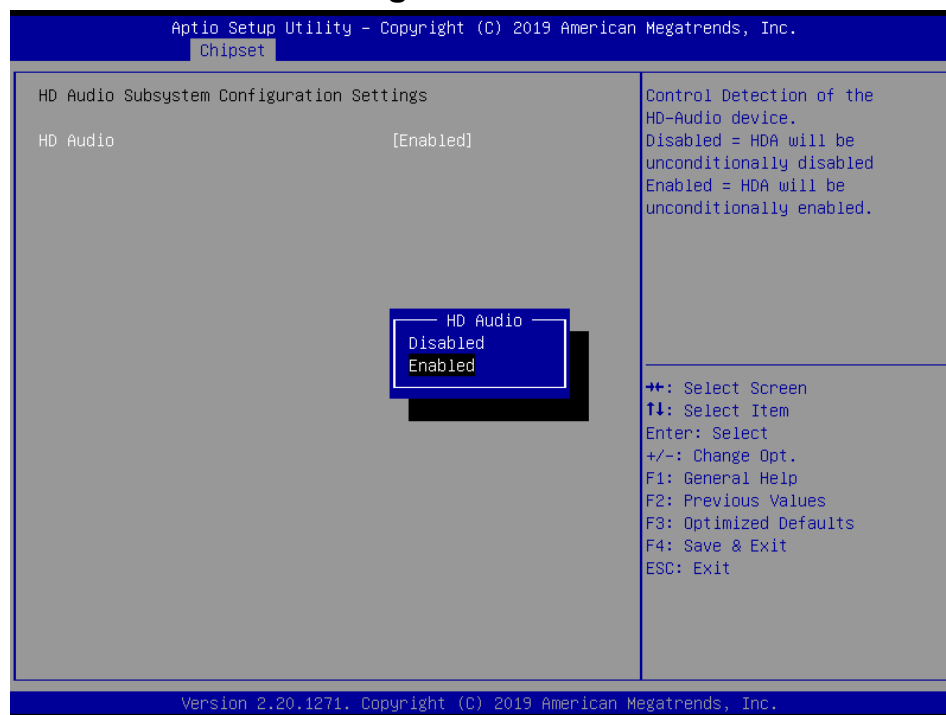 Aptio Setup Utility – Copyright (C) 2019 American Megatrends, Inc.
Chipset
HD Audio Subsystem Configuration Settings
HD Audio [Enabled]
Control Detection of the
HD-Audio device.
Disabled = HDA will be
unconditionally disabled
Enabled = HDA will be
unconditionally enabled.
HD Audio
Disabled
Enabled
→←: Select Screen
↑↓: Select Item
Enter: Select
+/-: Change Opt.
F1: General Help
F2: Previous Values
F3: Optimized Defaults
F4: Save & Exit
ESC: Exit
Version 2.20.1271. Copyright (C) 2019 American Megatrends, Inc.